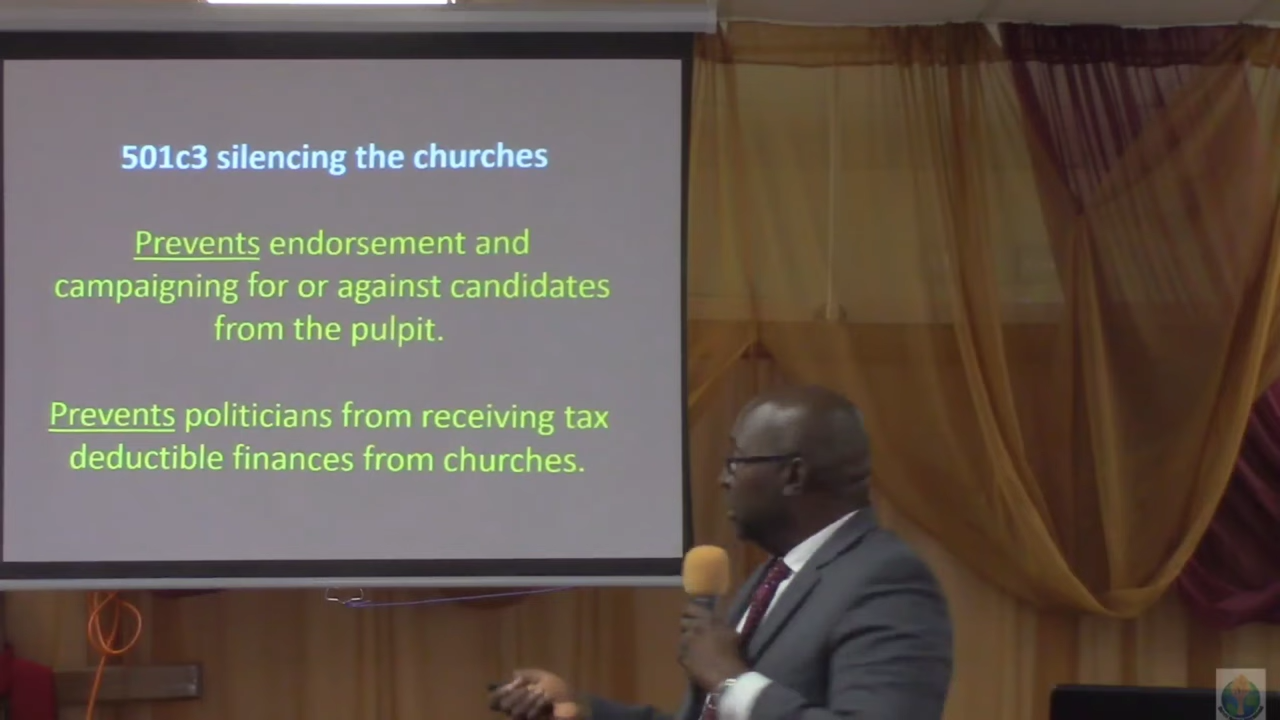 501c3 silencing the churches
Prevents endorsement and
campaigning for or against candidates
from the pulpit.
Prevents politicians from receiving tax
deductible finances from churches.